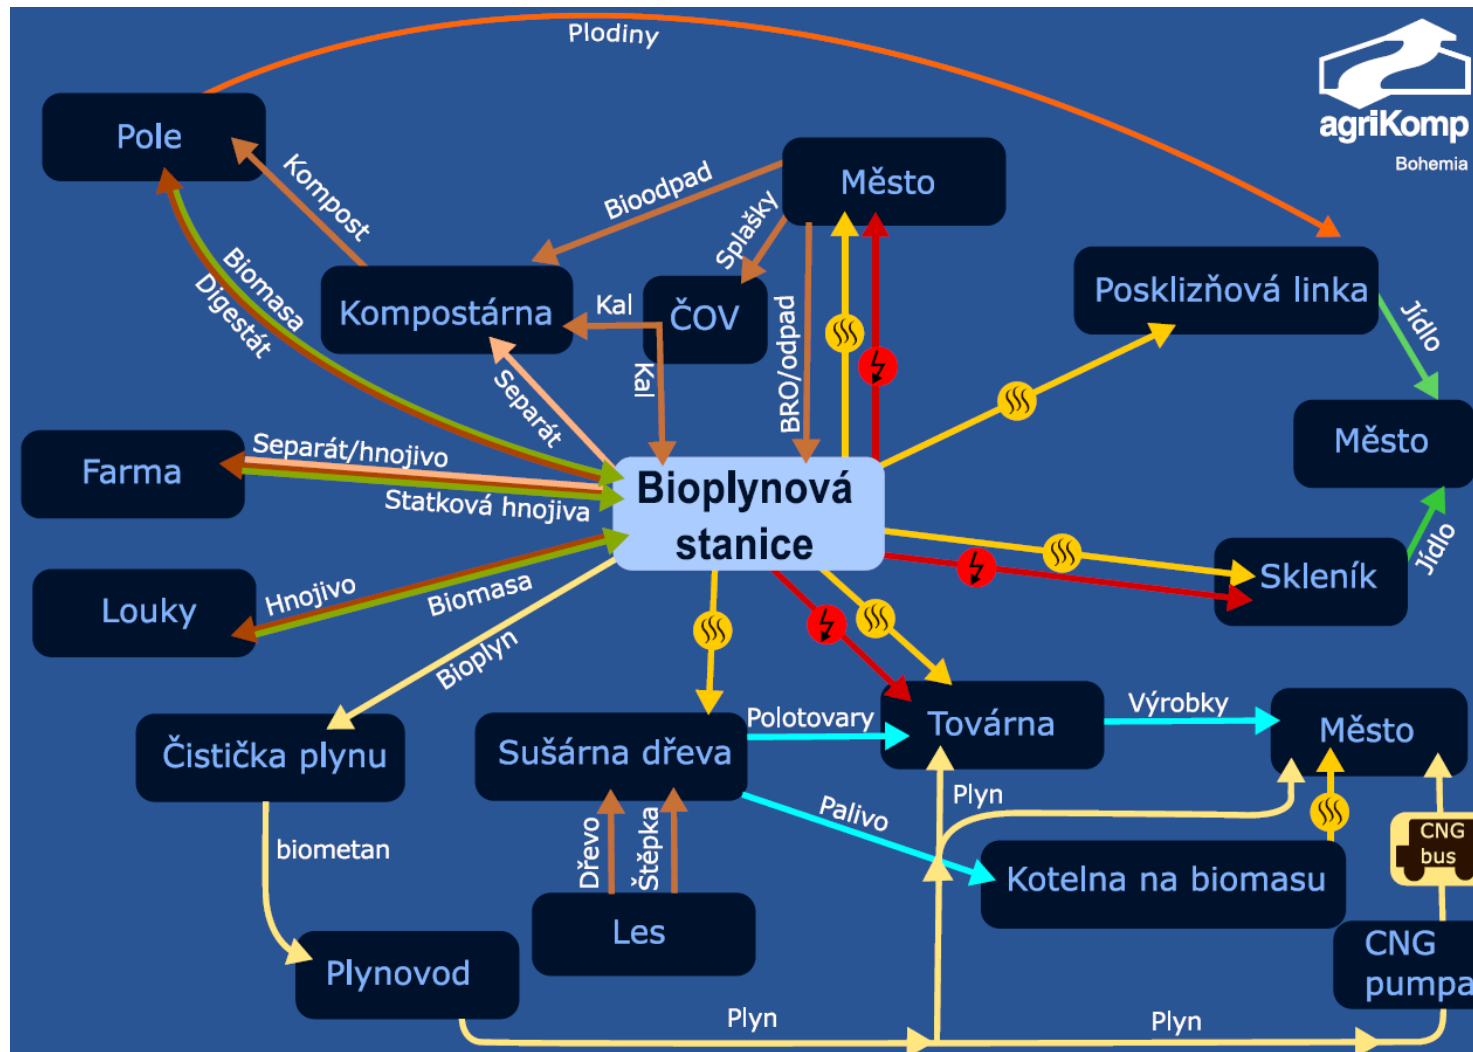 Plodiny
agriKomp
Bohemia
Pole
Město
Kompost
Bioodpad
Splašky
Biomasa
Digestát
Kompostárna
Kal
ČOV
Posklizňová linka
Jídlo
Kal
BRO/odpad
Separát
Město
Farma
Separát/hnojivo
Statková hnojiva
Bioplynová
stanice
Skleník
Jídlo
Louky
Hnojivo
Biomasa
Bioplyn
Čistička plynu
Sušárna dřeva
Polotovary
Továrna
Výrobky
Město
Plyn
Palivo
biometan
Dřevo
Štěpka
Kotelna na biomasu
CNG
bus
Les
Plynovod
CNG
pumpa
Plyn
Plyn